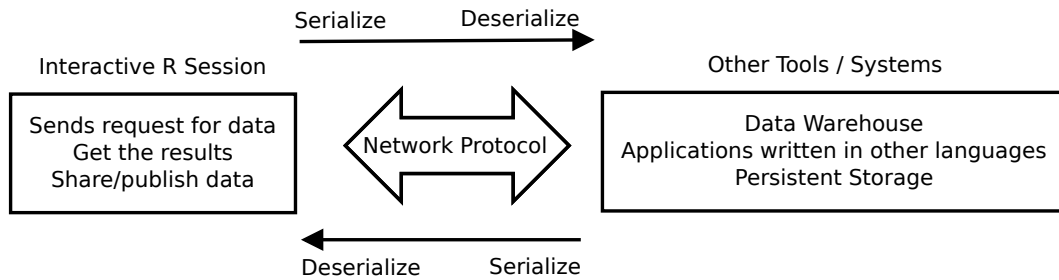 Serialize
Deserialize
Interactive R Session
Other Tools / Systems
Sends request for data
Get the results
Share/publish data
Network Protocol
Data Warehouse
Applications written in other languages
Persistent Storage
Deserialize
Serialize